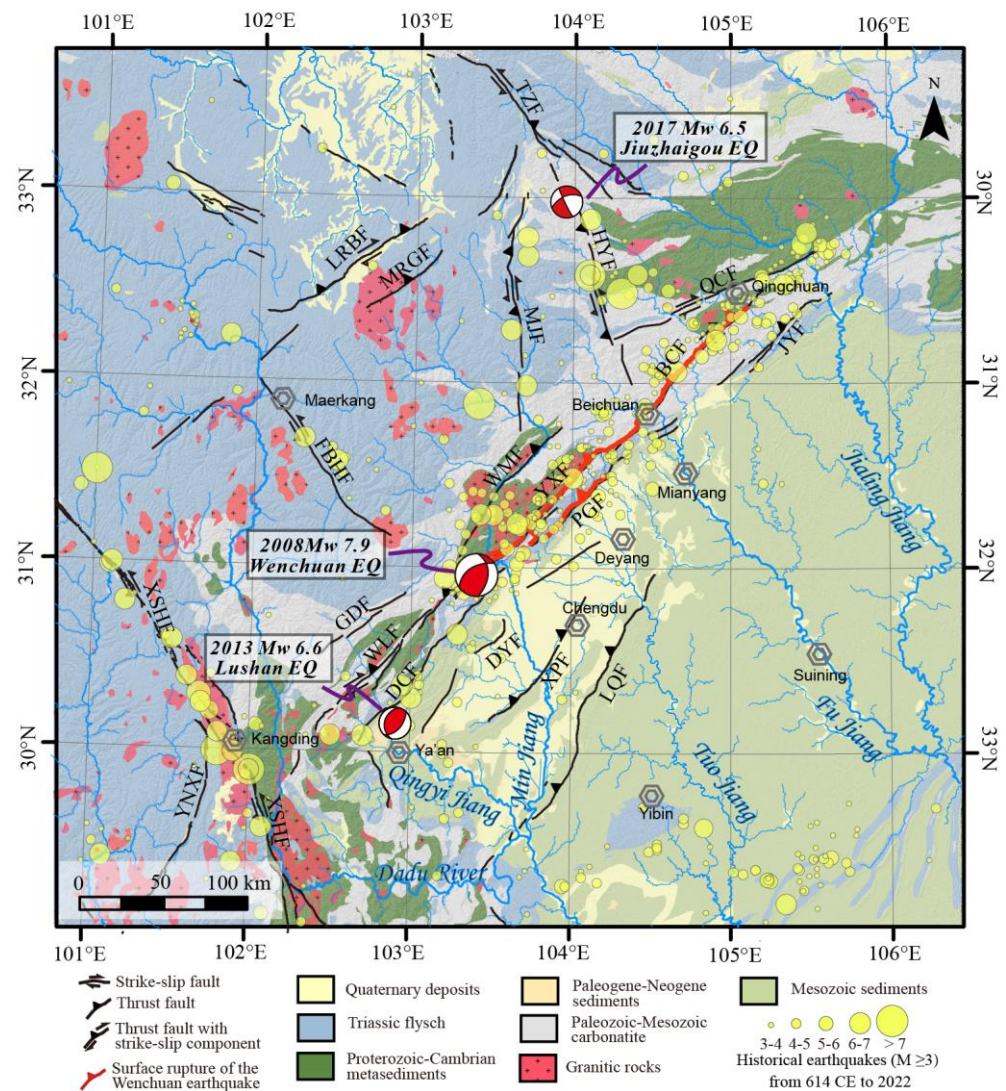 101°E 102°E 103°E 104°E 105°E 106°E
N
TZF
2017 Mw 6.5
Jiuzhaigou EQ
33°N
30°N
LRBF
MRGF
HYF
MJF
QCF
Qingchuan
BCF
JYF
32°N
31°N
Maerkang
Beichuan
FBHF
WMF
YXF
PGF
Mianyang
Jialing Jiang
2008Mw 7.9
Wenchuan EQ
Deyang
31°N
32°N
XSHF
GDF
Chengdu
2013 Mw 6.6
Lushan EQ
WLF
DCF
DYF
XPF
LQF
Suining
Fu Jiang
30°N
33°N
Kangding
Ya'an
Qingyi Jiang
Min Jiang
Tuo Jiang
YNXF
XSHF
Yibin
Dadu River
0 50 100 km
101°E 102°E 103°E 104°E 105°E 106°E
Strike-slip fault
Thrust fault
Thrust fault with
strike-slip component
Surface rupture of the
Wenchuan earthquake
Quaternary deposits
Triassic flysch
Proterozoic-Cambrian
metasediments
Paleogene-Neogene
sediments
Paleozoic-Mesozoic
carbonatite
Granitic rocks
Mesozoic sediments
3-4 4-5 5-6 6-7 > 7
Historical earthquakes (M ≥3)
from 614 CE to 2022